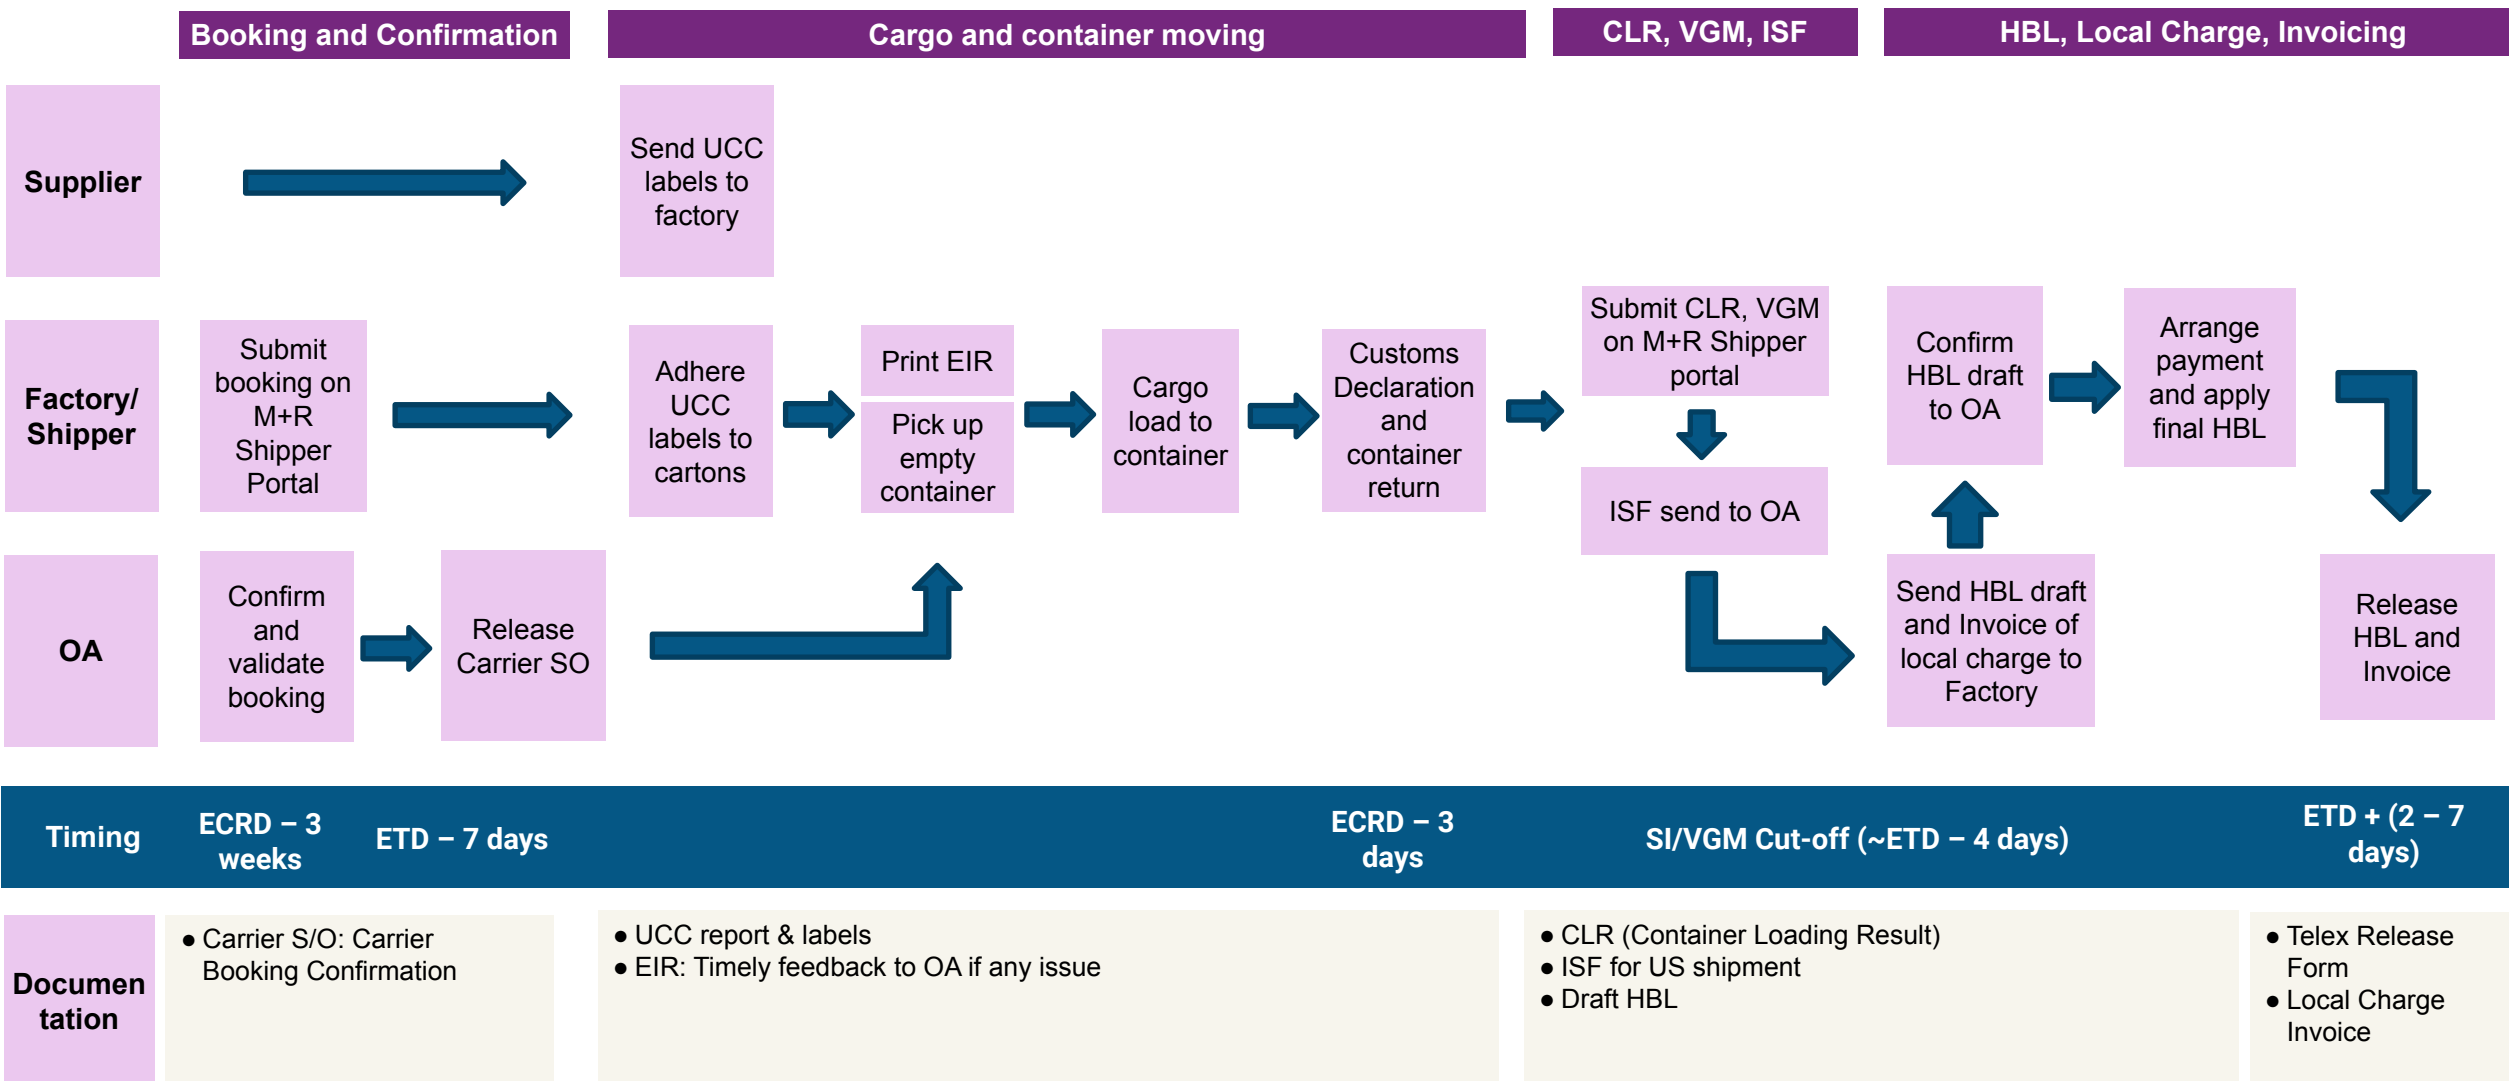 Booking and Confirmation
Cargo and container moving
CLR, VGM, ISF
HBL, Local Charge, Invoicing
Supplier
Send UCC
labels to
factory
Factory/
Shipper
Submit
booking on
M+R
Shipper
Portal
Adhere
UCC
labels to
cartons
Print EIR
Pick up
empty
container
Cargo
load to
container
Customs
Declaration
and
container
return
Submit CLR, VGM
on M+R Shipper
portal
ISF send to OA
Confirm
HBL draft
to OA
Arrange
payment
and apply
final HBL
OA
Confirm
and
validate
booking
Release
Carrier SO
Send HBL draft
and Invoice of
local charge to
Factory
Release
HBL and
Invoice
Timing
ECRD – 3
weeks
ETD – 7 days
ECRD – 3
days
SI/VGM Cut-off (~ETD – 4 days)
ETD + (2 – 7
days)
Documen
tation
● Carrier S/O: Carrier
Booking Confirmation
● UCC report & labels
● EIR: Timely feedback to OA if any issue
● CLR (Container Loading Result)
● ISF for US shipment
● Draft HBL
● Telex Release
Form
● Local Charge
Invoice